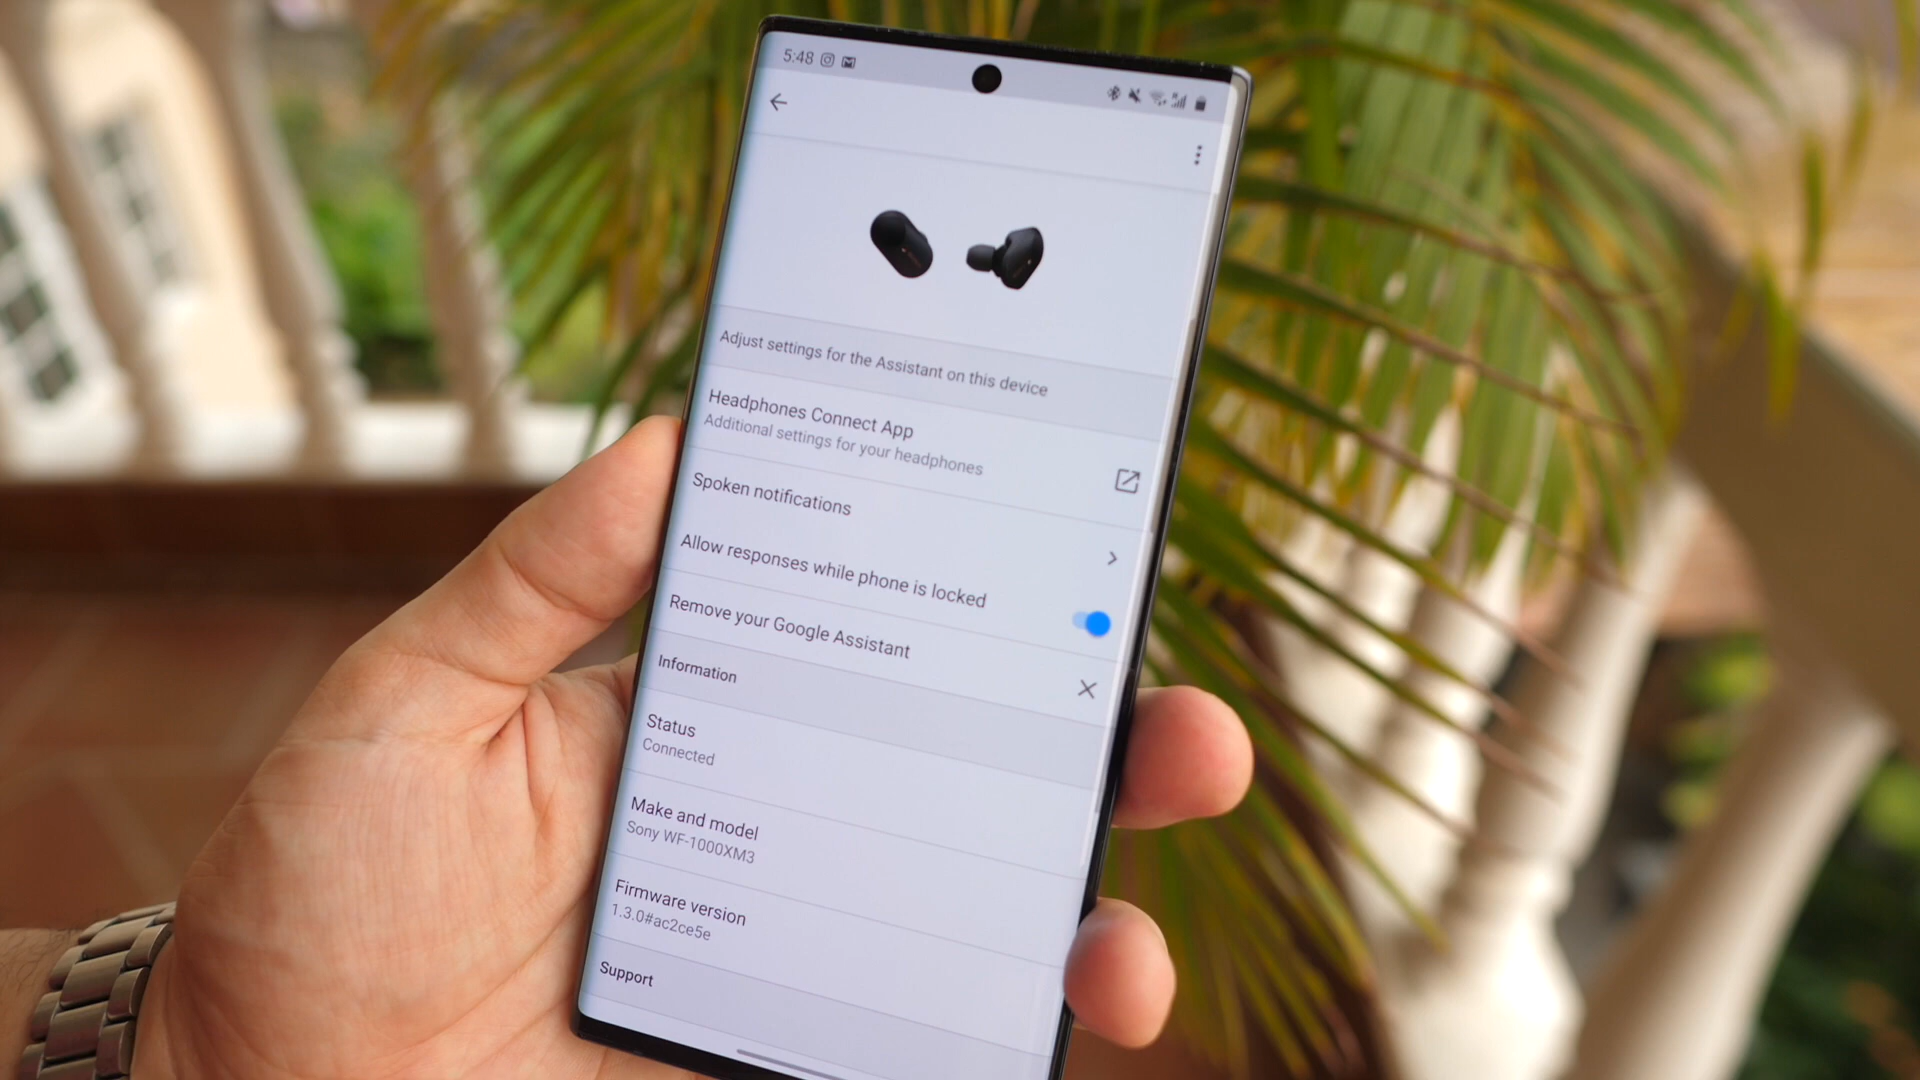 5:48
Adjust settings for the Assistant on this device
Headphones Connect App
Additional settings for your headphones
Spoken notifications
Allow responses while phone is locked
Remove your Google Assistant
Information
Status
Connected
Make and model
Sony WF-1000XM3
Firmware version
1.3.0#ac2ce5e
Support